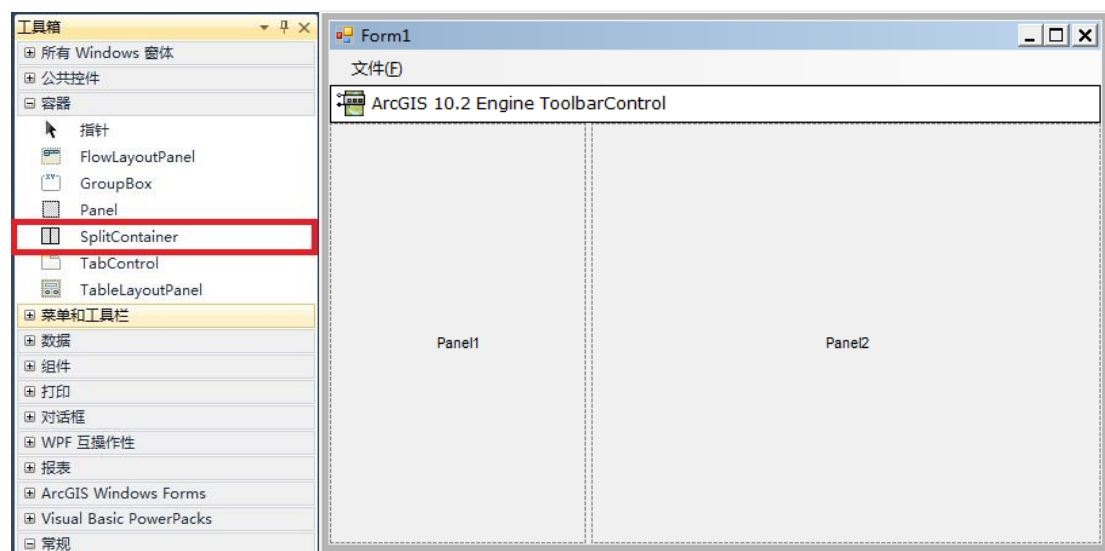 工具箱
所有 Windows 窗体
公共控件
容器
指针
FlowLayoutPanel
GroupBox
Panel
SplitContainer
TabControl
TableLayoutPanel
菜单和工具栏
数据
组件
打印
对话框
WPF 互操作性
报表
ArcGIS Windows Forms
Visual Basic PowerPacks
常规
Form1
文件(F)
ArcGIS 10.2 Engine ToolbarControl
Panel1
Panel2